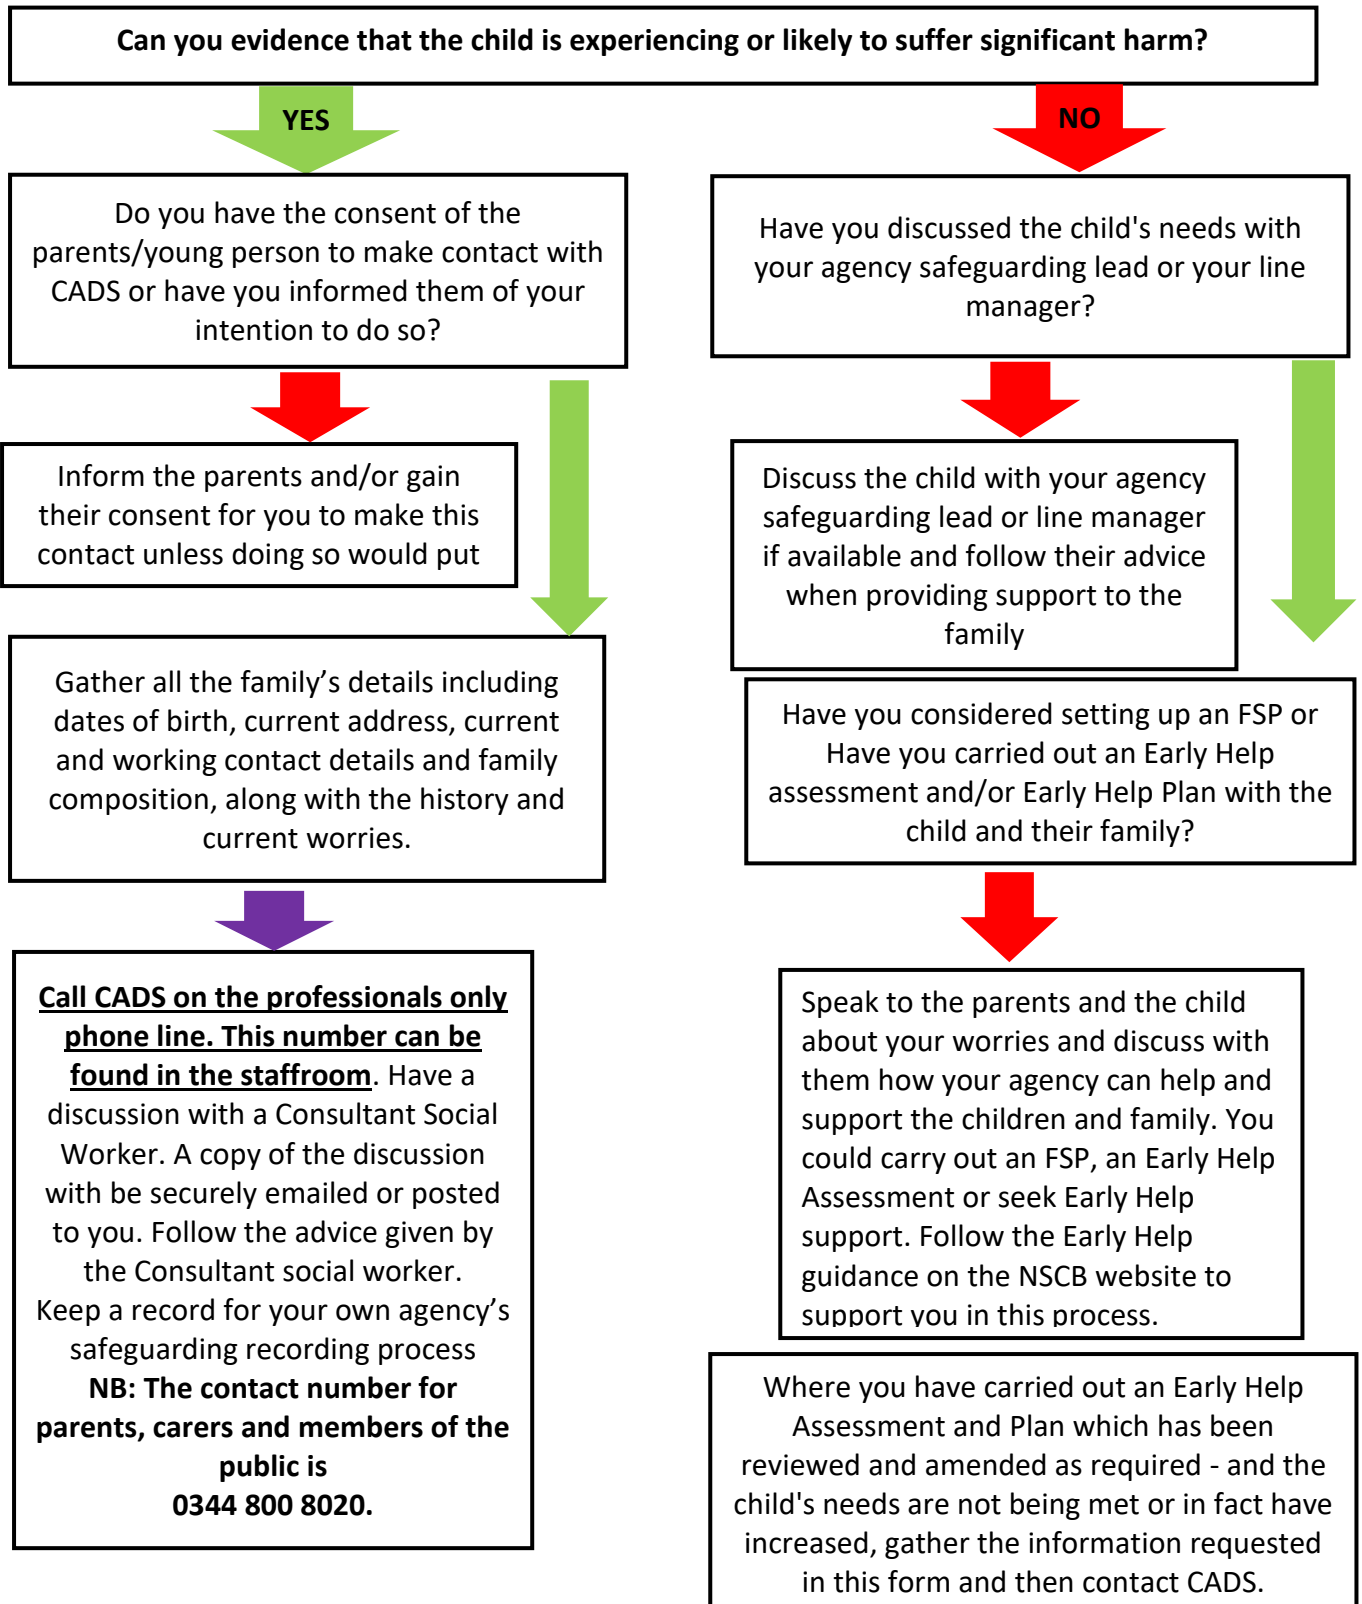 Can you evidence that the child is experiencing or likely to suffer significant harm?
YES
NO
Do you have the consent of the
parents/young person to make contact with
CADS or have you informed them of your
intention to do so?
Have you discussed the child's needs with
your agency safeguarding lead or your line
manager?
Inform the parents and/or gain
their consent for you to make this
contact unless doing so would put
Discuss the child with your agency
safeguarding lead or line manager
if available and follow their advice
when providing support to the
family
Gather all the family’s details including
dates of birth, current address, current
and working contact details and family
composition, along with the history and
current worries.
Have you considered setting up an FSP or
Have you carried out an Early Help
assessment and/or Early Help Plan with the
child and their family?
Call CADS on the professionals only
phone line. This number can be
found in the staffroom. Have a
discussion with a Consultant Social
Worker. A copy of the discussion
with be securely emailed or posted
to you. Follow the advice given by
the Consultant social worker.
Keep a record for your own agency’s
safeguarding recording process
NB: The contact number for
parents, carers and members of the
public is
0344 800 8020.
Speak to the parents and the child
about your worries and discuss with
them how your agency can help and
support the children and family. You
could carry out an FSP, an Early Help
Assessment or seek Early Help
support. Follow the Early Help
guidance on the NSCB website to
support you in this process.
Where you have carried out an Early Help
Assessment and Plan which has been
reviewed and amended as required - and the
child's needs are not being met or in fact have
increased, gather the information requested
in this form and then contact CADS.